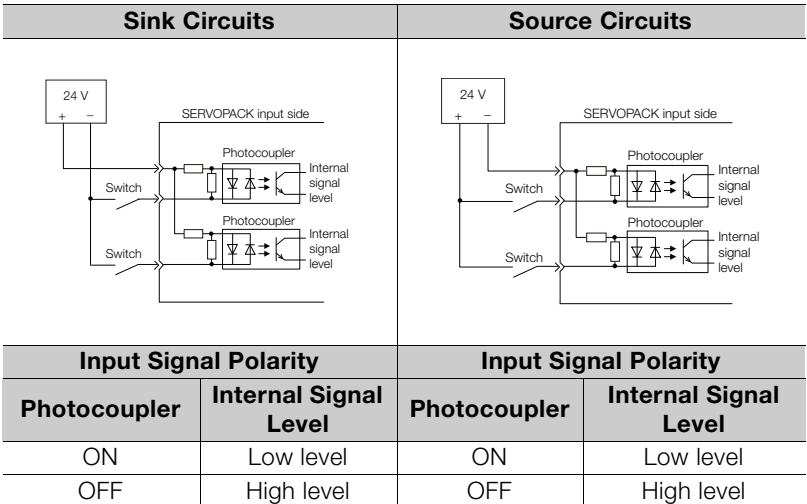 Sink Circuits
Source Circuits
24 V
+ −
SERVOPACK input side
Photocoupler
Internal
signal
level
Switch
Photocoupler
Internal
signal
level
Switch
24 V
+ −
SERVOPACK input side
Photocoupler
Internal
signal
level
Switch
Photocoupler
Internal
signal
level
Switch
Input Signal Polarity
Input Signal Polarity
Photocoupler
Internal Signal
Level
Photocoupler
Internal Signal
Level
ON Low level ON Low level
OFF High level OFF High level